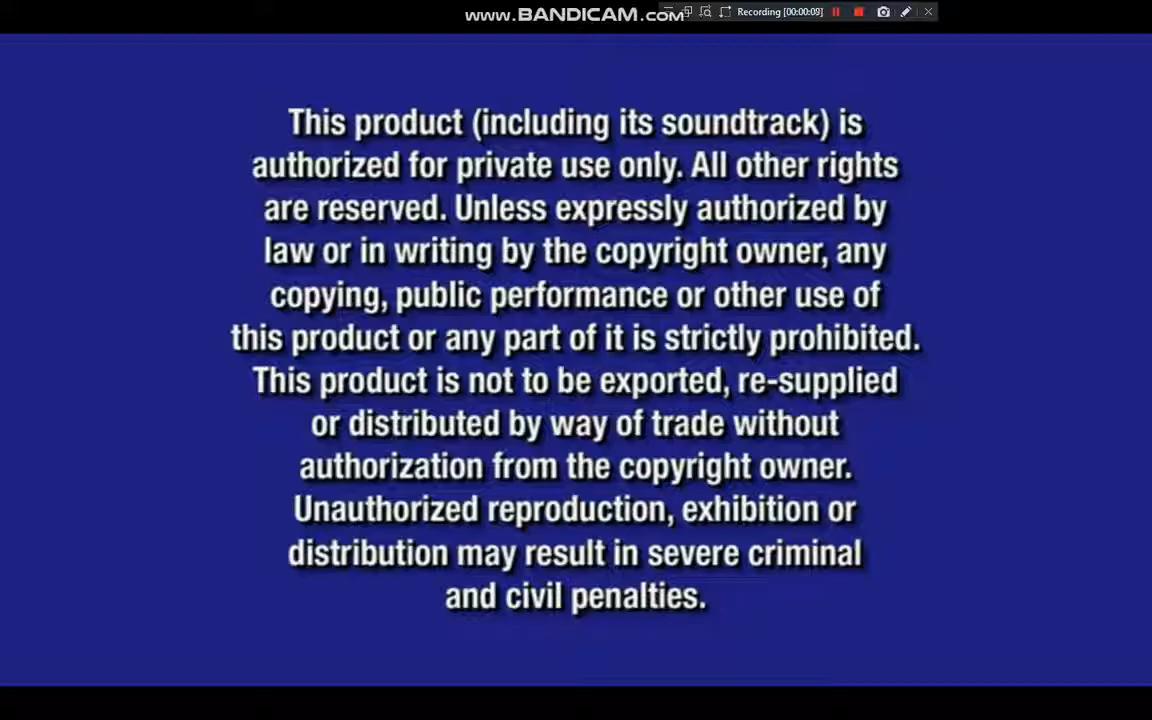 www.BANDICAM.com
Recording [00:00:09]
This product (including its soundtrack) is
authorized for private use only. All other rights
are reserved. Unless expressly authorized by
law or in writing by the copyright owner, any
copying, public performance or other use of
this product or any part of it is strictly prohibited.
This product is not to be exported, re-supplied
or distributed by way of trade without
authorization from the copyright owner.
Unauthorized reproduction, exhibition or
distribution may result in severe criminal
and civil penalties.